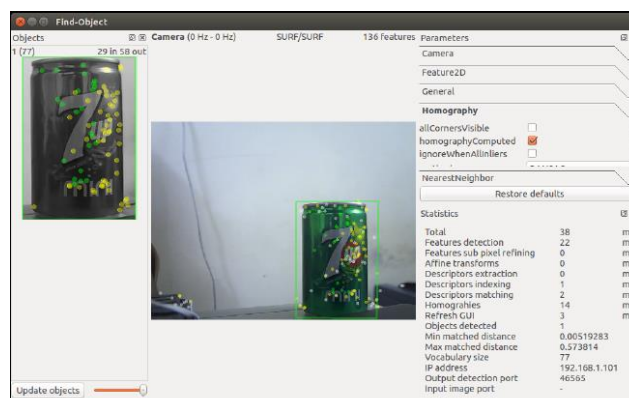 Find-Object
Objects
1 (77) 29 in 58 out
Camera (0 Hz - 0 Hz) SURF/SURF 136 features
7
7
Update objects
Parameters
Camera
Feature2D
General
Homography
allCornersVisible
homographyComputed
ignoreWhenAllInliers
NearestNeighbor
Restore defaults
Statistics
Total 38 m
Features detection 22 m
Features sub pixel refining 0 m
Affine transforms 0 m
Descriptors extraction 0 m
Descriptors indexing 1 m
Descriptors matching 2 m
Homograhies 14 m
Refresh GUI 3 m
Objects detected 1
Min matched distance 0.00519283
Max matched distance 0.573814
Vocabulary size 77
IP address 192.168.1.101
Output detection port 46565
Input image port -